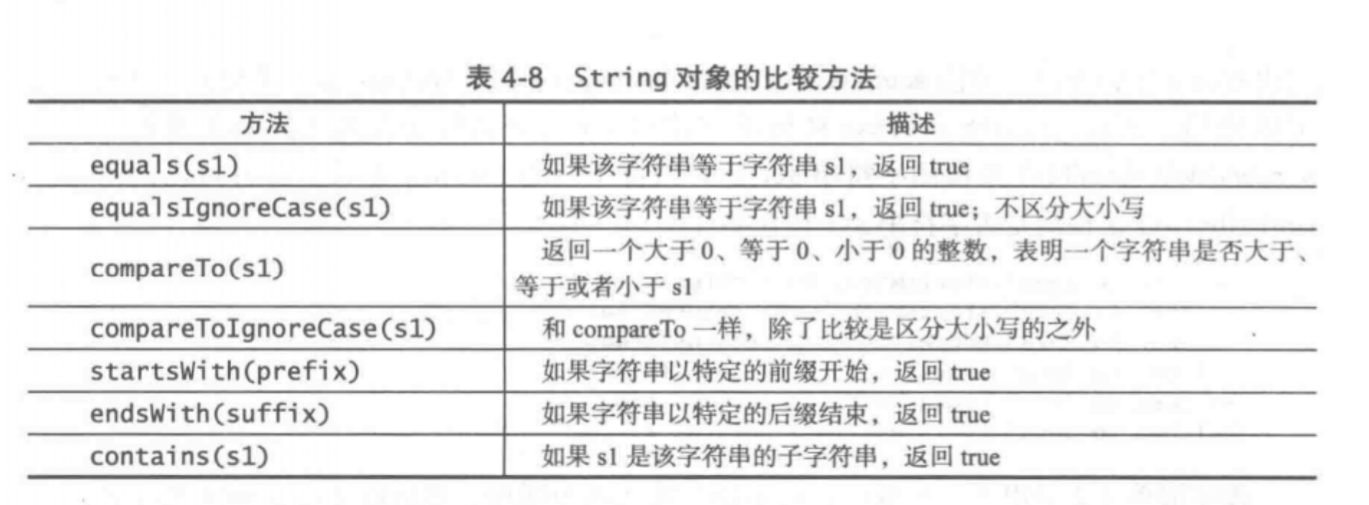 表 4-8 String 对象的比较方法
方法 描述
equals(s1) 如果该字符串等于字符串 s1，返回 true
equalsIgnoreCase(s1) 如果该字符串等于字符串 s1，返回 true；不区分大小写
compareTo(s1) 返回一个大于 0、等于 0、小于 0 的整数，表明一个字符串是否大于、
等于或者小于 s1
compareToIgnoreCase(s1) 和 compareTo 一样，除了比较是区分大小写的之外
startsWith(prefix) 如果字符串以特定的前缀开始，返回 true
endsWith(suffix) 如果字符串以特定的后缀结束，返回 true
contains(s1) 如果 s1 是该字符串的子字符串，返回 true